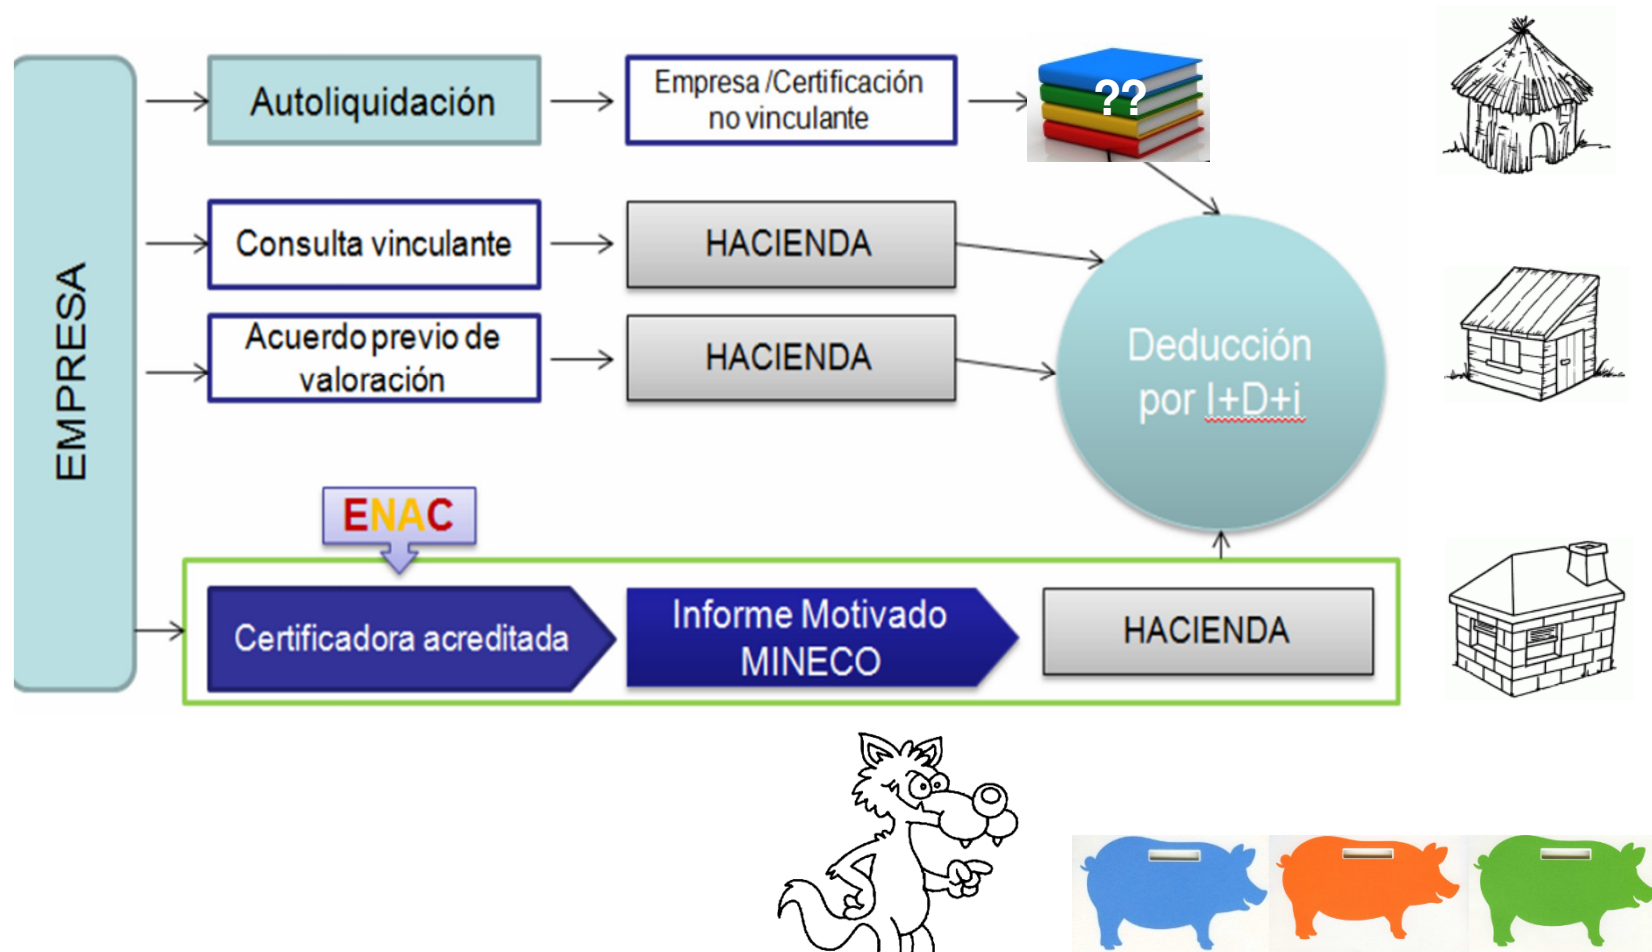 EMPRESA
Autoliquidación
Empresa /Certificación
no vinculante
??
Consulta vinculante
HACIENDA
Acuerdo previo de
valoración
HACIENDA
Deducción
por I+D+i
ENAC
Certificadora acreditada
Informe Motivado
MINECO
HACIENDA